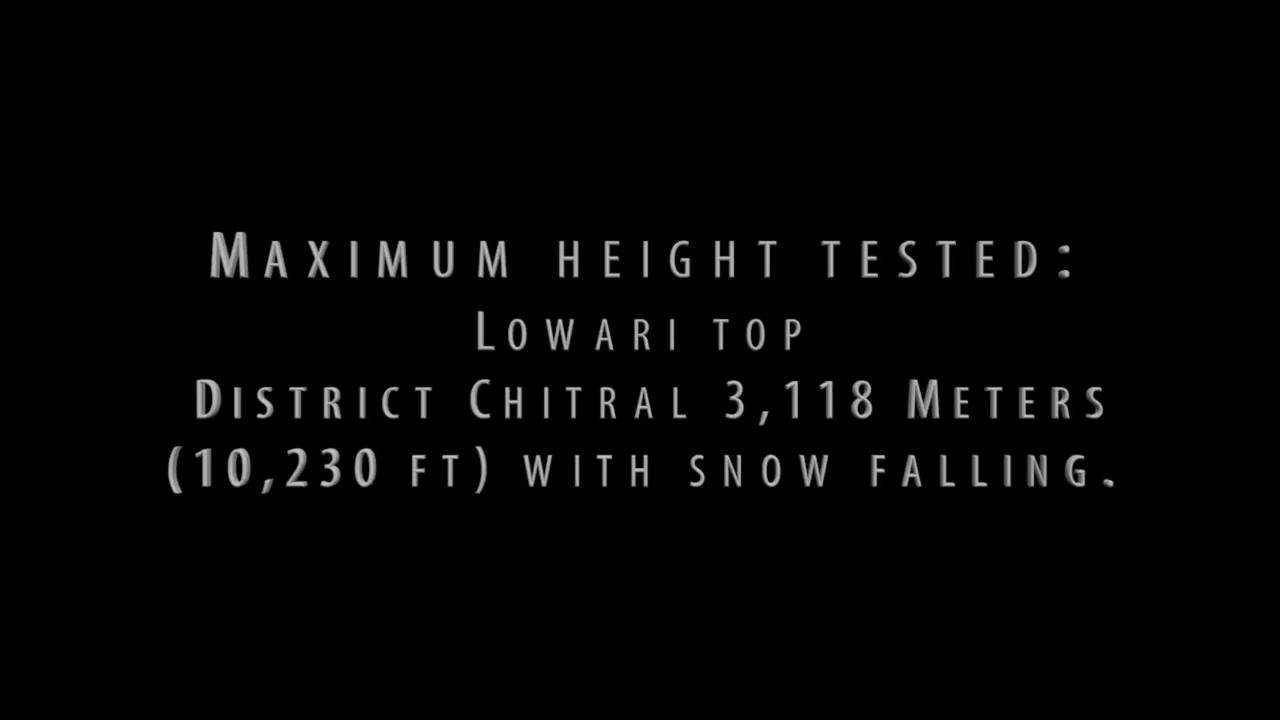 Maximum height tested:
Lowari top
District Chitral 3,118 Meters
(10,230 ft) with snow falling.